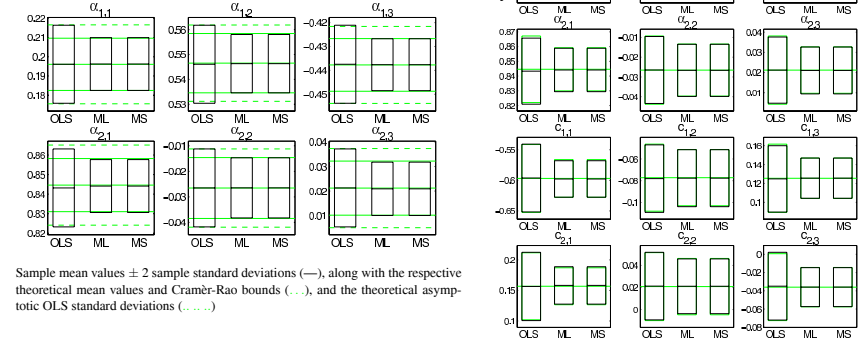 α1,1
0.22
0.21
0.2
0.19
0.18
OLS ML MS
α1,2
0.56
0.55
0.54
0.53
OLS ML MS
α1,3
−0.42
−0.43
−0.44
−0.45
OLS ML MS
α2,1
0.86
0.85
0.84
0.83
0.82
OLS ML MS
α2,2
−0.01
−0.02
−0.03
−0.04
OLS ML MS
α2,3
0.04
0.03
0.02
0.01
OLS ML MS
Sample mean values ± 2 sample standard deviations (—), along with the respective
theoretical mean values and Cramèr-Rao bounds (. . .), and the theoretical asymp-
totic OLS standard deviations (.. .. ..)
α2,1
0.87
0.86
0.85
0.84
0.83
0.82
OLS ML MS
α2,2
−0.01
−0.02
−0.03
−0.04
OLS ML MS
α2,3
0.04
0.03
0.02
0.01
OLS ML MS
c1,1
−0.55
−0.6
−0.65
OLS ML MS
c1,2
−0.06
−0.08
−0.1
OLS ML MS
c1,3
0.16
0.14
0.12
0.1
OLS ML MS
c2,1
0.2
0.15
0.1
OLS ML MS
c2,2
0.04
0.02
0
OLS ML MS
c2,3
0
−0.02
−0.04
−0.06
−0.08
OLS ML MS